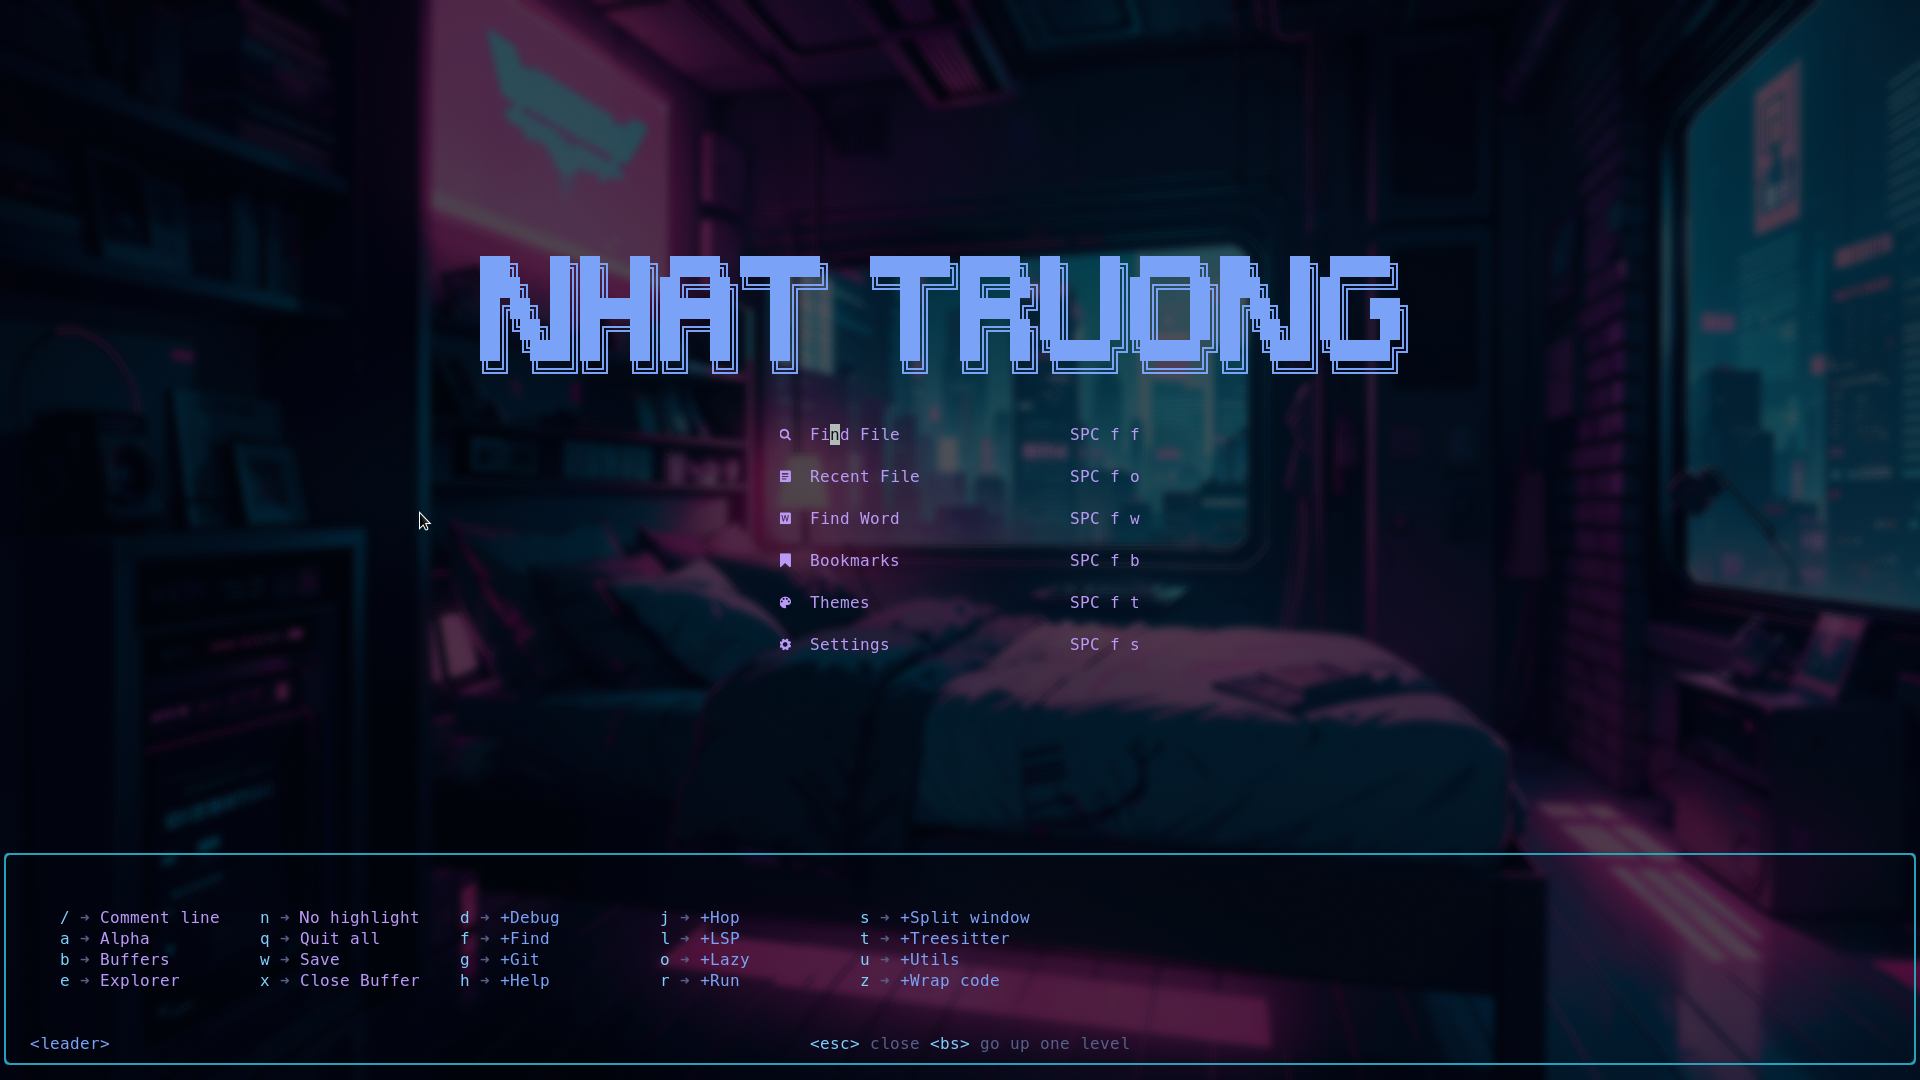 NHAT TRUONG
Find File SPC f f
Recent File SPC f o
Find Word SPC f w
Bookmarks SPC f b
Themes SPC f t
Settings SPC f s
/ → Comment line n → No highlight d → +Debug j → +Hop s → +Split window
a → Alpha q → Quit all f → +Find l → +LSP t → +Treesitter
b → Buffers w → Save g → +Git o → +Lazy u → +Utils
e → Explorer x → Close Buffer h → +Help r → +Run z → +Wrap code
<leader> <esc> close <bs> go up one level